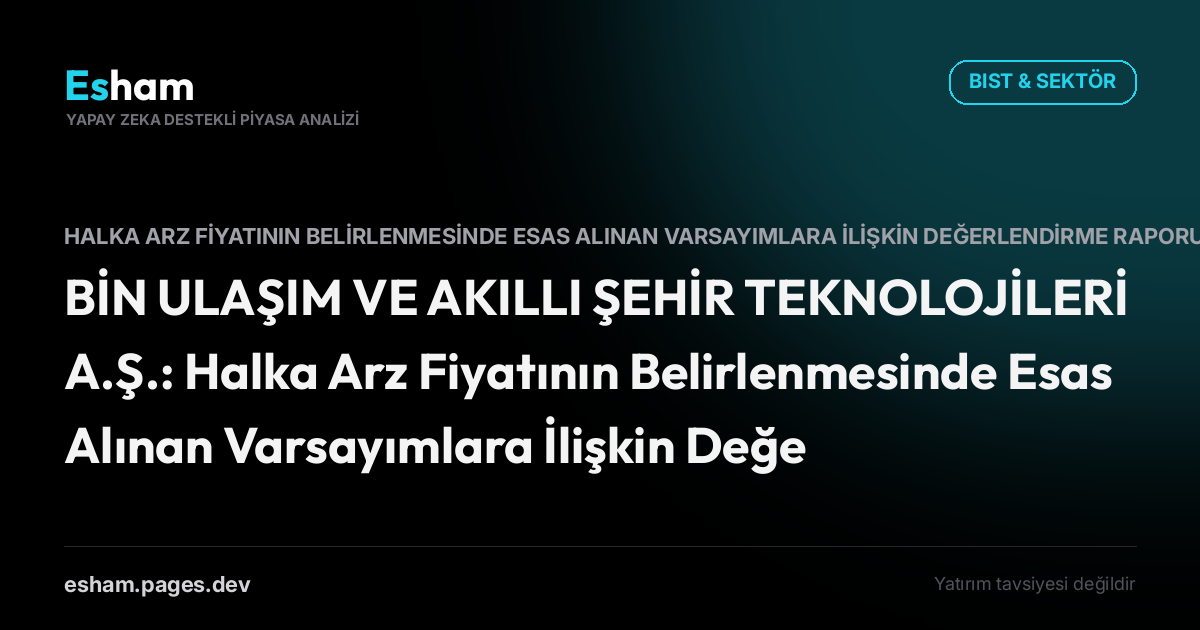 Esham
BIST & SEKTÖR
YAPAY ZEKA DESTEKLİ PİYASA ANALİZİ
HALKA ARZ FİYATININ BELİRLENMESİNDE ESAS ALINAN VARSAYIMLARA İLİŞKİN DEĞERLENDİRME RAPORU
BİN ULAŞIM VE AKILLI ŞEHİR TEKNOLOJİLERİ
A.Ş.: Halka Arz Fiyatının Belirlenmesinde Esas
Alınan Varsayımlara İlişkin Değe
esham.pages.dev
Yatırım tavsiyesi değildir